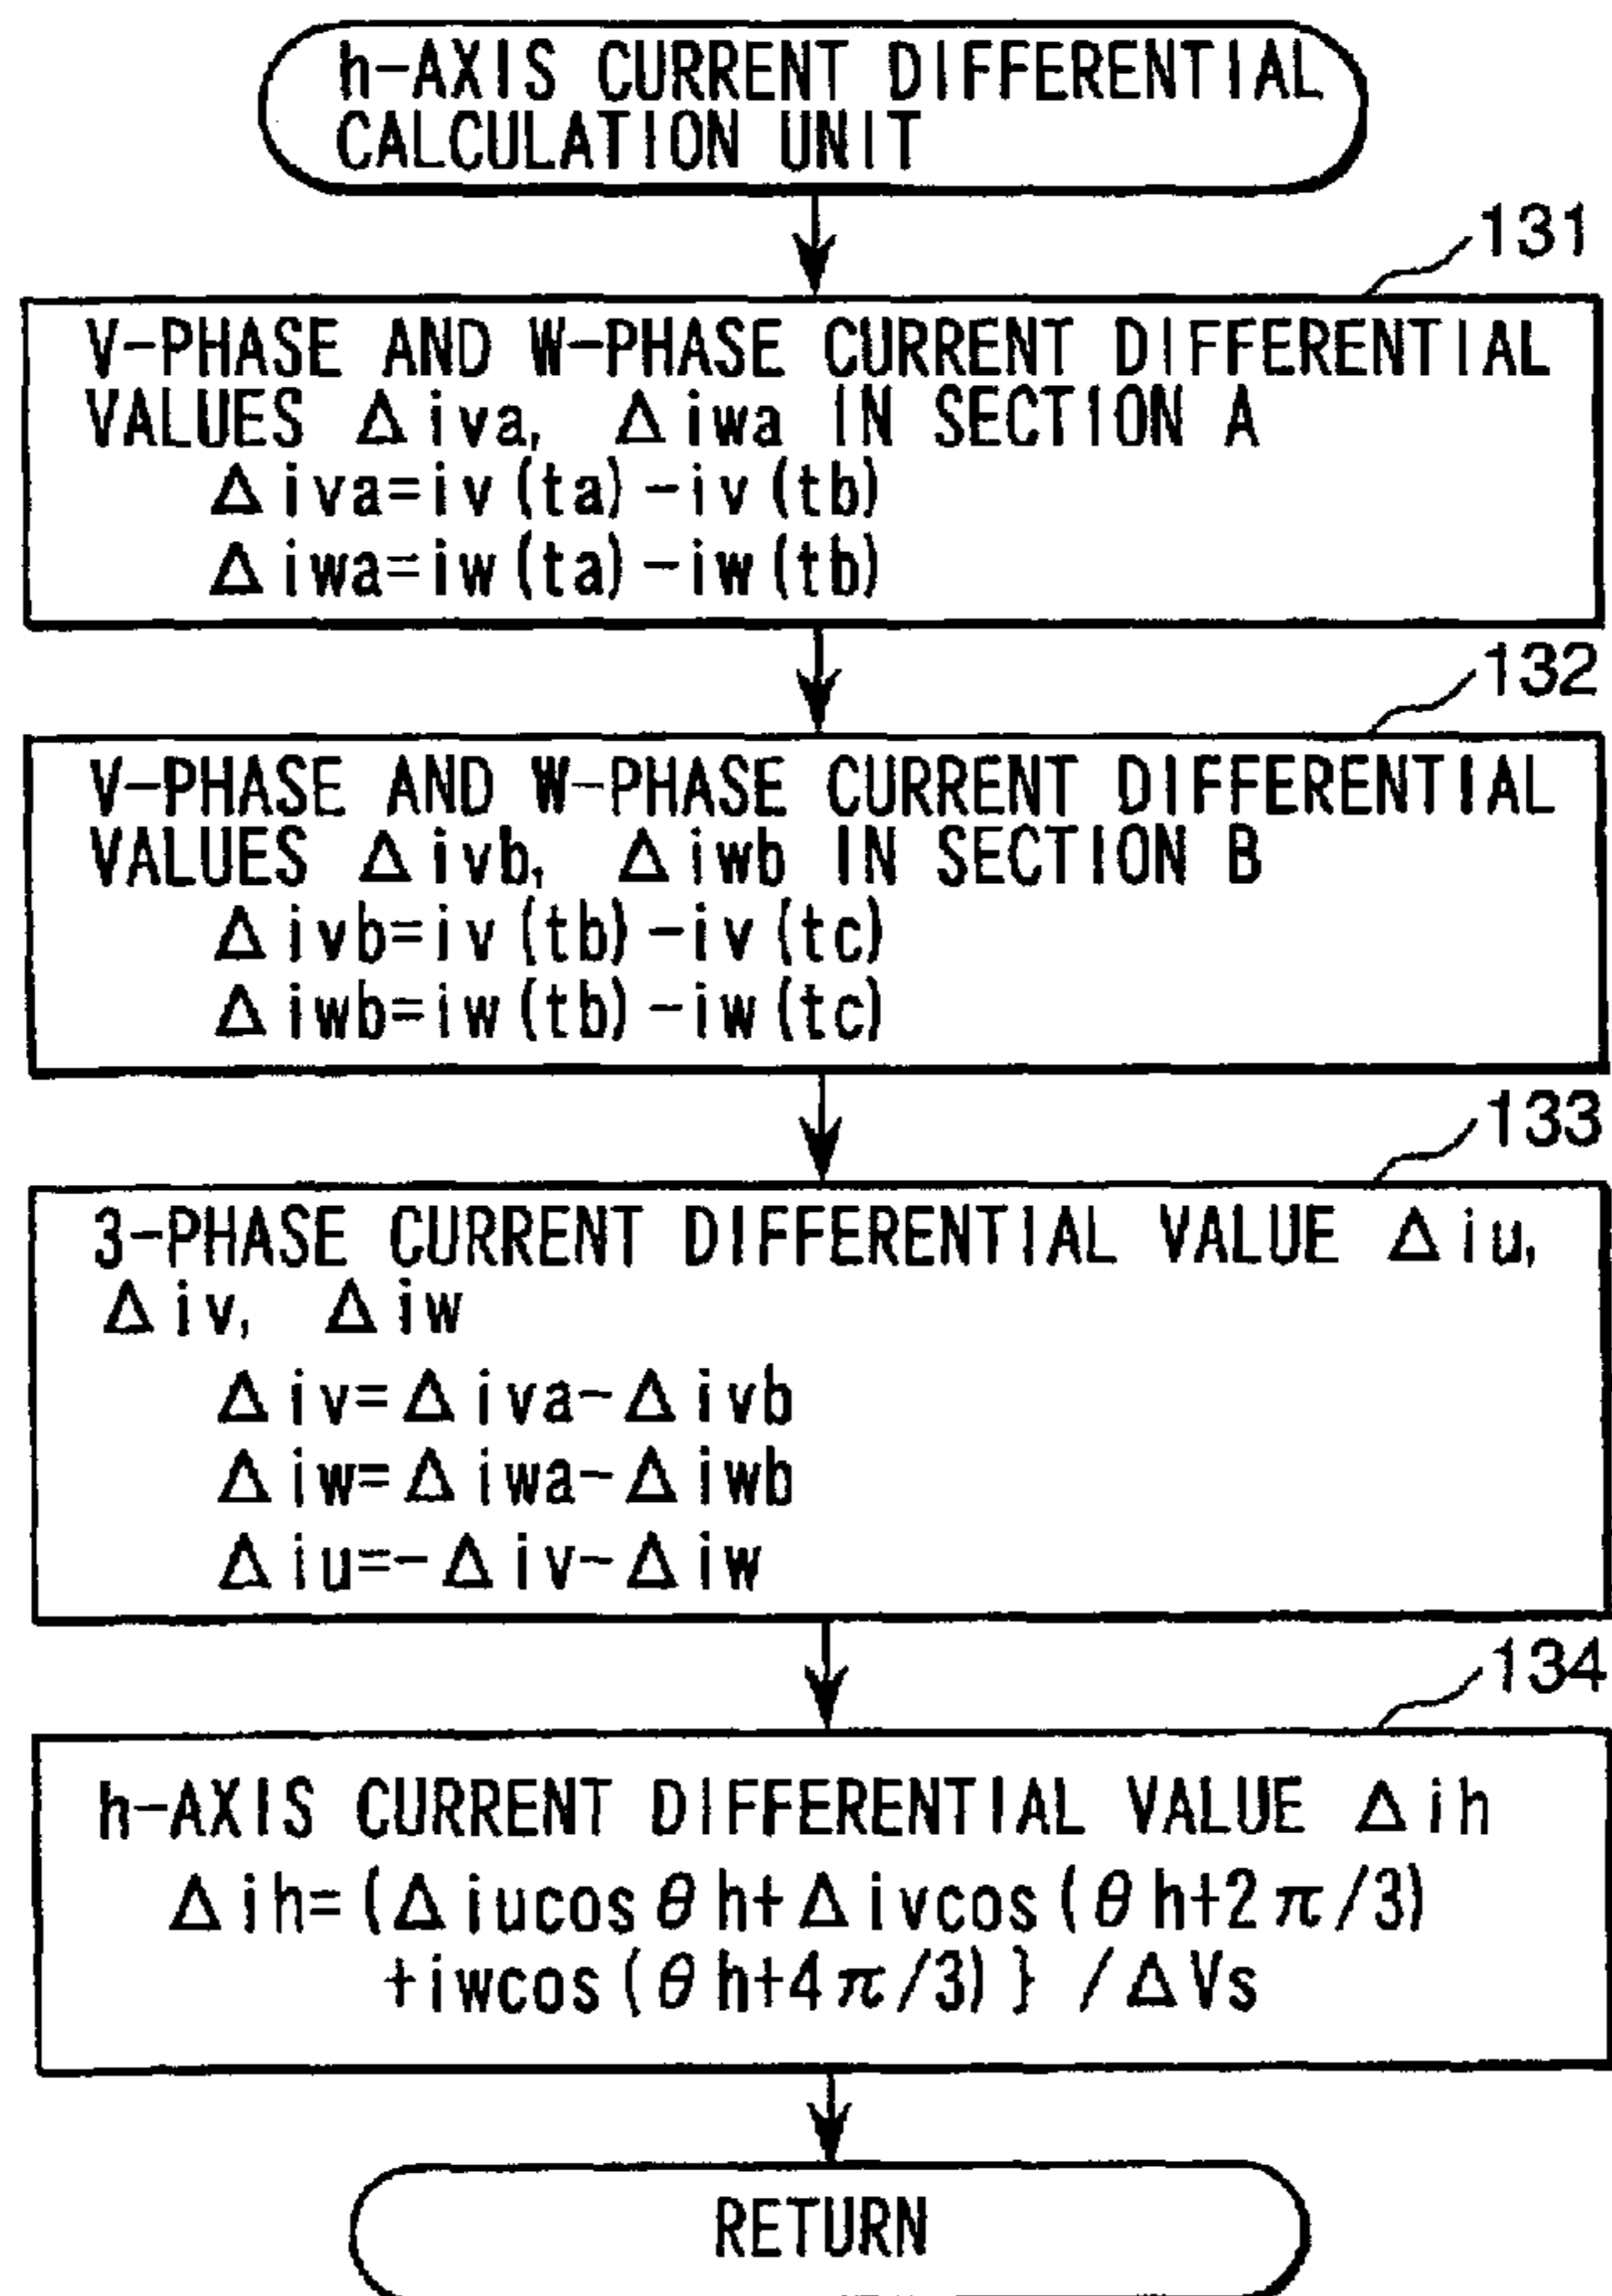 h-AXIS CURRENT DIFFERENTIAL
CALCULATION UNIT
131
V-PHASE AND W-PHASE CURRENT DIFFERENTIAL
VALUES Δiva, Δiwa IN SECTION A
Δiva=iv(ta)-iv(tb)
Δiwa=iw(ta)-iw(tb)
132
V-PHASE AND W-PHASE CURRENT DIFFERENTIAL
VALUES Δivb, Δiwb IN SECTION B
Δivb=iv(tb)-iv(tc)
Δiwb=iw(tb)-iw(tc)
133
3-PHASE CURRENT DIFFERENTIAL VALUE Δiu,
Δiv, Δiw
Δiv=Δiva-Δivb
Δiw=Δiwa-Δiwb
Δiu=-Δiv-Δiw
134
h-AXIS CURRENT DIFFERENTIAL VALUE Δih
Δih=(Δiucosθh+Δivcos(θh+2π/3)
+iwcos(θh+4π/3)}/ΔVs
RETURN